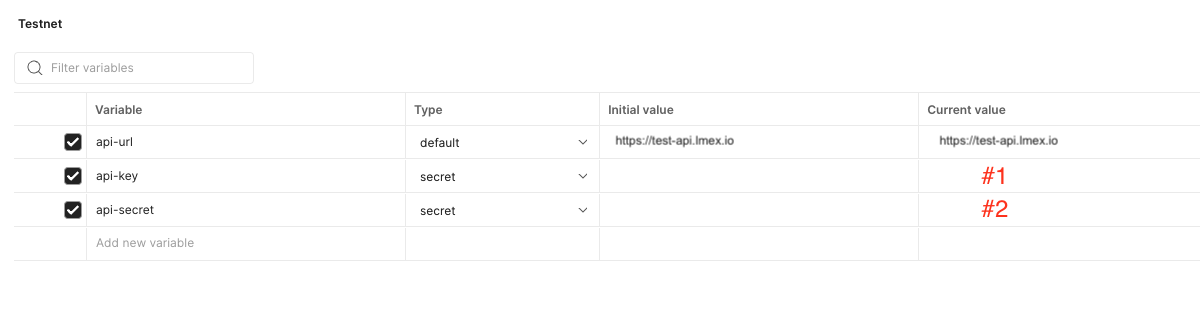 Testnet
Filter variables
Variable Type Initial value Current value
api-url default https://test-api.lmex.io https://test-api.lmex.io
api-key secret #1
api-secret secret #2
Add new variable